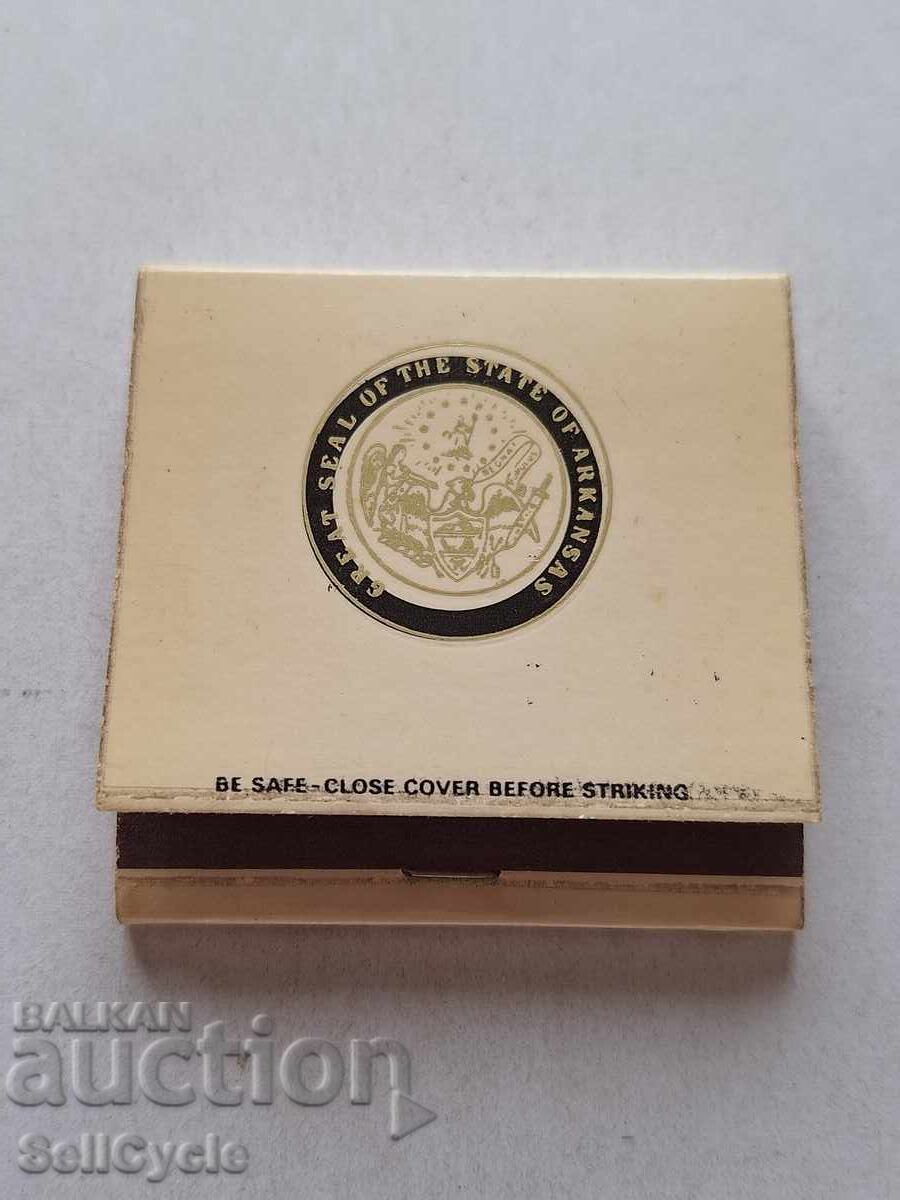 GREAT SEAL OF THE STATE OF ARKANSAS
BE SAFE - CLOSE COVER BEFORE STRIKING
BALKAN
auction
SellCycle